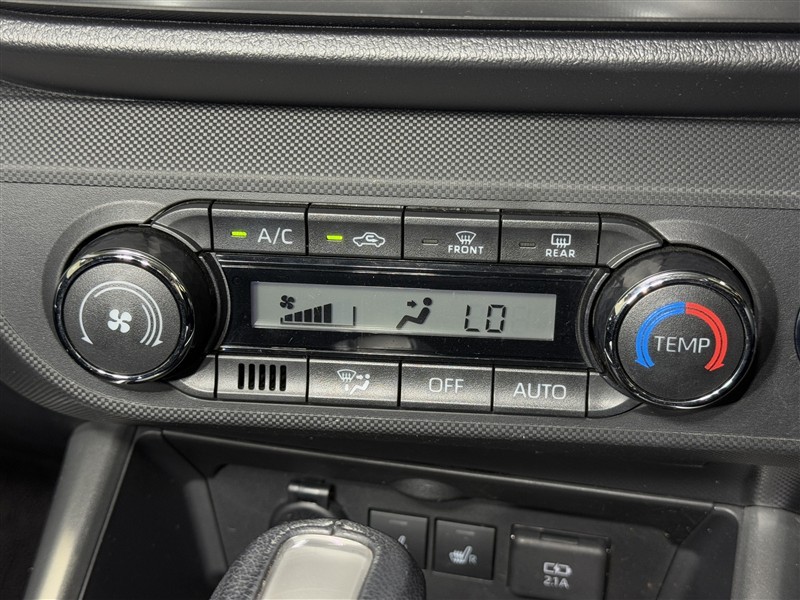 A/C
FRONT
REAR
LO
TEMP
OFF
AUTO
R
2.1A